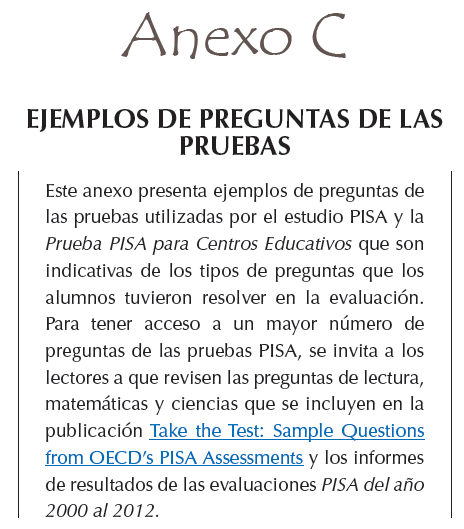 Anexo C
EJEMPLOS DE PREGUNTAS DE LAS
PRUEBAS
Este anexo presenta ejemplos de preguntas de
las pruebas utilizadas por el estudio PISA y la
Prueba PISA para Centros Educativos que son
indicativas de los tipos de preguntas que los
alumnos tuvieron resolver en la evaluación.
Para tener acceso a un mayor número de
preguntas de las pruebas PISA, se invita a los
lectores a que revisen las preguntas de lectura,
matemáticas y ciencias que se incluyen en la
publicación Take the Test: Sample Questions
from OECD’s PISA Assessments y los informes
de resultados de las evaluaciones PISA del año
2000 al 2012.